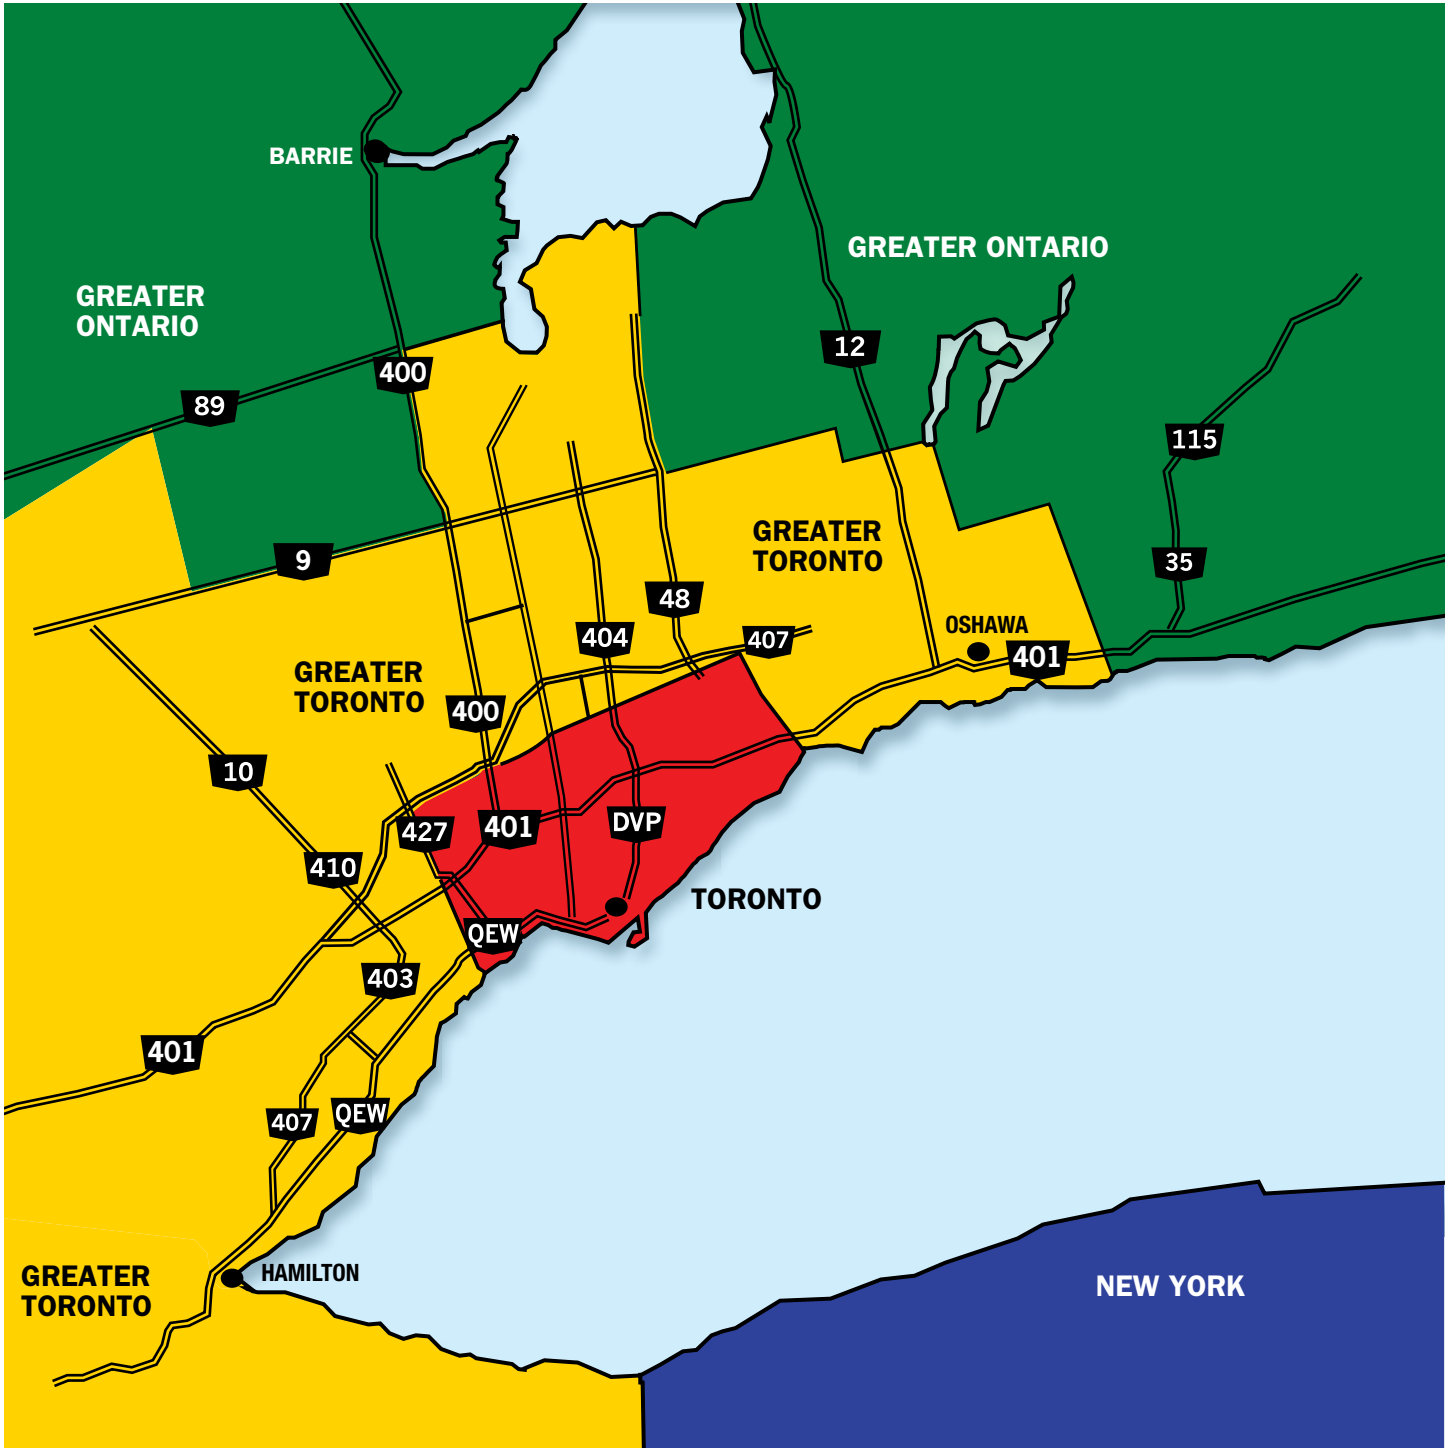 BARRIE
GREATER ONTARIO
GREATER
ONTARIO
12
400
89
115
GREATER
TORONTO
9
35
48
OSHAWA
404
407
401
GREATER
TORONTO
400
10
DVP
401
427
410
TORONTO
QEW
403
401
QEW
407
HAMILTON
GREATER
TORONTO
NEW YORK